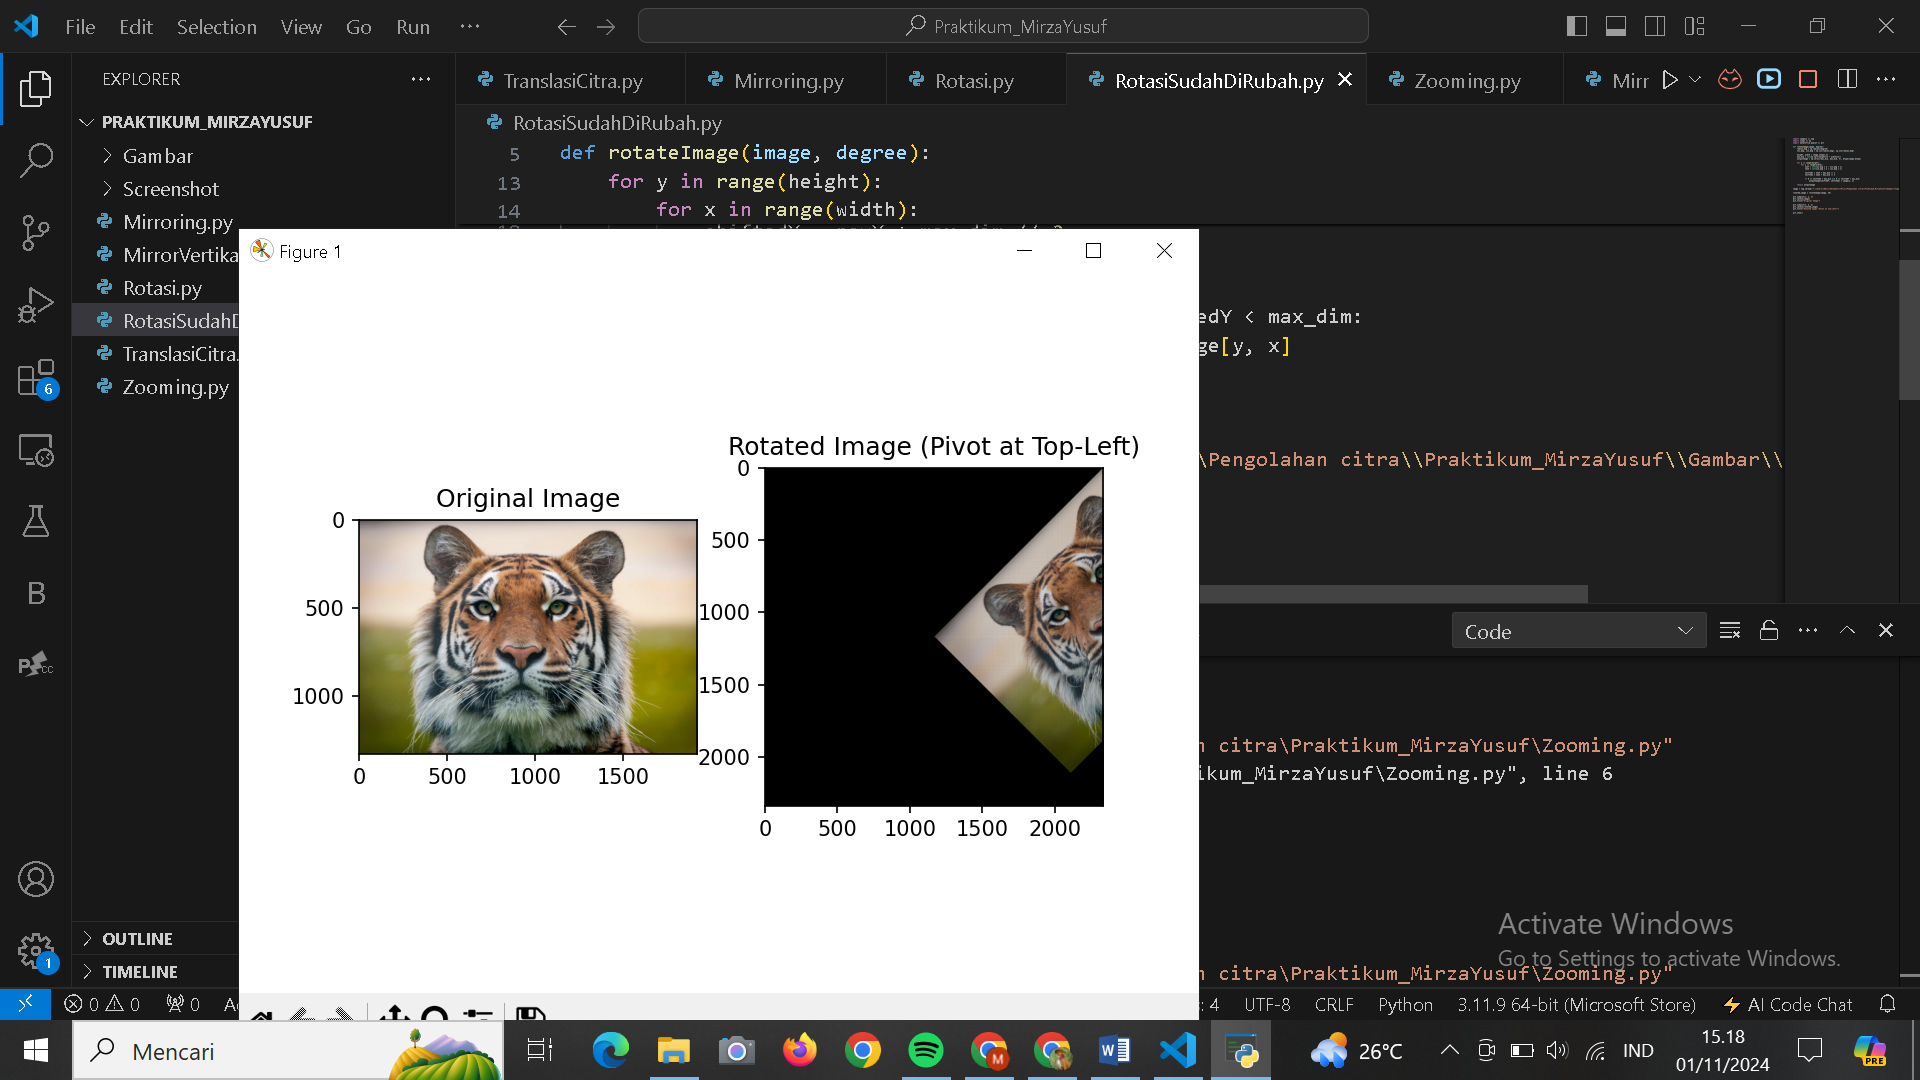 File Edit Selection View Go Run ···
Praktikum_MirzaYusuf
EXPLORER
TranslasiCitra.py
Mirroring.py
Rotasi.py
RotasiSudahDiRubah.py
Zooming.py
Mirr
PRAKTIKUM_MIRZAYUSUF
Gambar
Screenshot
Mirroring.py
MirrorVertika
Rotasi.py
RotasiSudahD
TranslasiCitra.
Zooming.py
RotasiSudahDiRubah.py
5 def rotateImage(image, degree):
13 for y in range(height):
14 for x in range(width):
Figure 1
edY < max_dim:
ge[y, x]
\Pengolahan citra\\Praktikum_MirzaYusuf\\Gambar\\
Original Image
0
500
1000
0 500 1000 1500
Rotated Image (Pivot at Top-Left)
0
500
1000
1500
2000
0 500 1000 1500 2000
Code
n citra\Praktikum_MirzaYusuf\Zooming.py"
ikum_MirzaYusuf\Zooming.py", line 6
n citra\Praktikum_MirzaYusuf\Zooming.py"
Activate Windows
Go to Settings to activate Windows.
6
B
1
OUTLINE
TIMELINE
0 0 0
: 4 UTF-8 CRLF Python 3.11.9 64-bit (Microsoft Store) AI Code Chat
Mencari
M
26°C
IND
15.18
01/11/2024
PRE